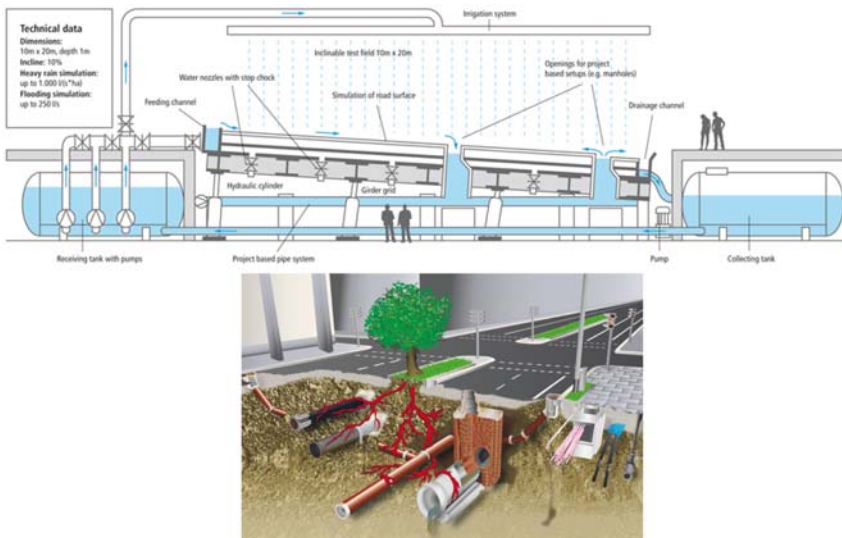 Technical data
Dimensions:
10m x 20m, depth 1m
Incline: 10%
Heavy rain simulation:
up to 1.000 l/(s*ha)
Flooding simulation:
up to 250 l/s
Irrigation system
Inclinable test field 10m x 20m
Water nozzles with stop chock
Simulation of road surface
Openings for project
based setups (e.g. manholes)
Feeding channel
Drainage channel
Hydraulic cylinder
Girder grid
Receiving tank with pumps
Project based pipe system
Pump
Collecting tank